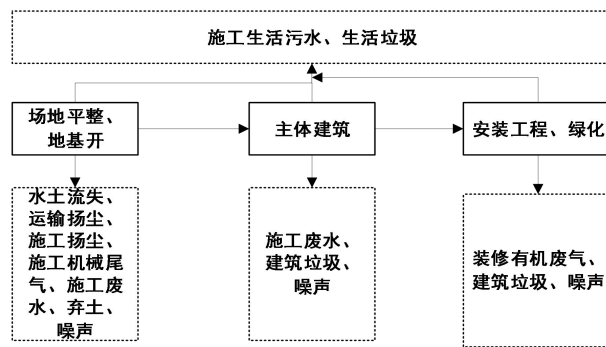 施工生活污水、生活垃圾
场地平整、
地基开
主体建筑
安装工程、绿化
水土流失、
运输扬尘、
施工扬尘、
施工机械尾
气、施工废
水、弃土、
噪声
施工废水、
建筑垃圾、
噪声
装修有机废气、
建筑垃圾、噪声